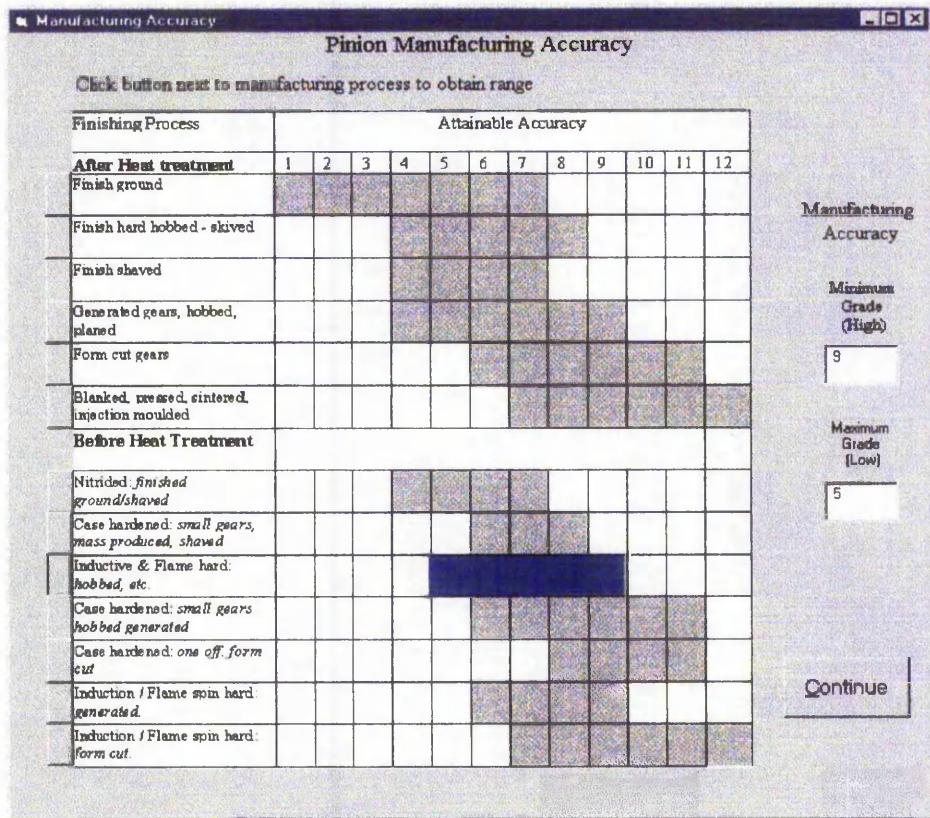 Manufacturing Accuracy
Pinion Manufacturing Accuracy
Click button next to manufacturing process to obtain range
Finishing Process
Attainable Accuracy
After Heat treatment
1 2 3 4 5 6 7 8 9 10 11 12
Finish ground
Finish hard hobbed - skived
Finish shaved
Generated gears, hobbed,
planed
Form cut gears
Blanked, pressed, sintered,
injection moulded
Before Heat Treatment
Nitrided: finished
ground/shaved
Case hardened: small gears,
mass produced, shaved
Inductive & Flame hard:
hobbed, etc.
Case hardened: small gears
hobbed generated
Case hardened: one off. form
cut
Induction / Flame spin hard:
generated.
Induction / Flame spin hard:
form cut.
Manufacturing
Accuracy
Minimum
Grade
(High)
9
Maximum
Grade
(Low)
5
Continue